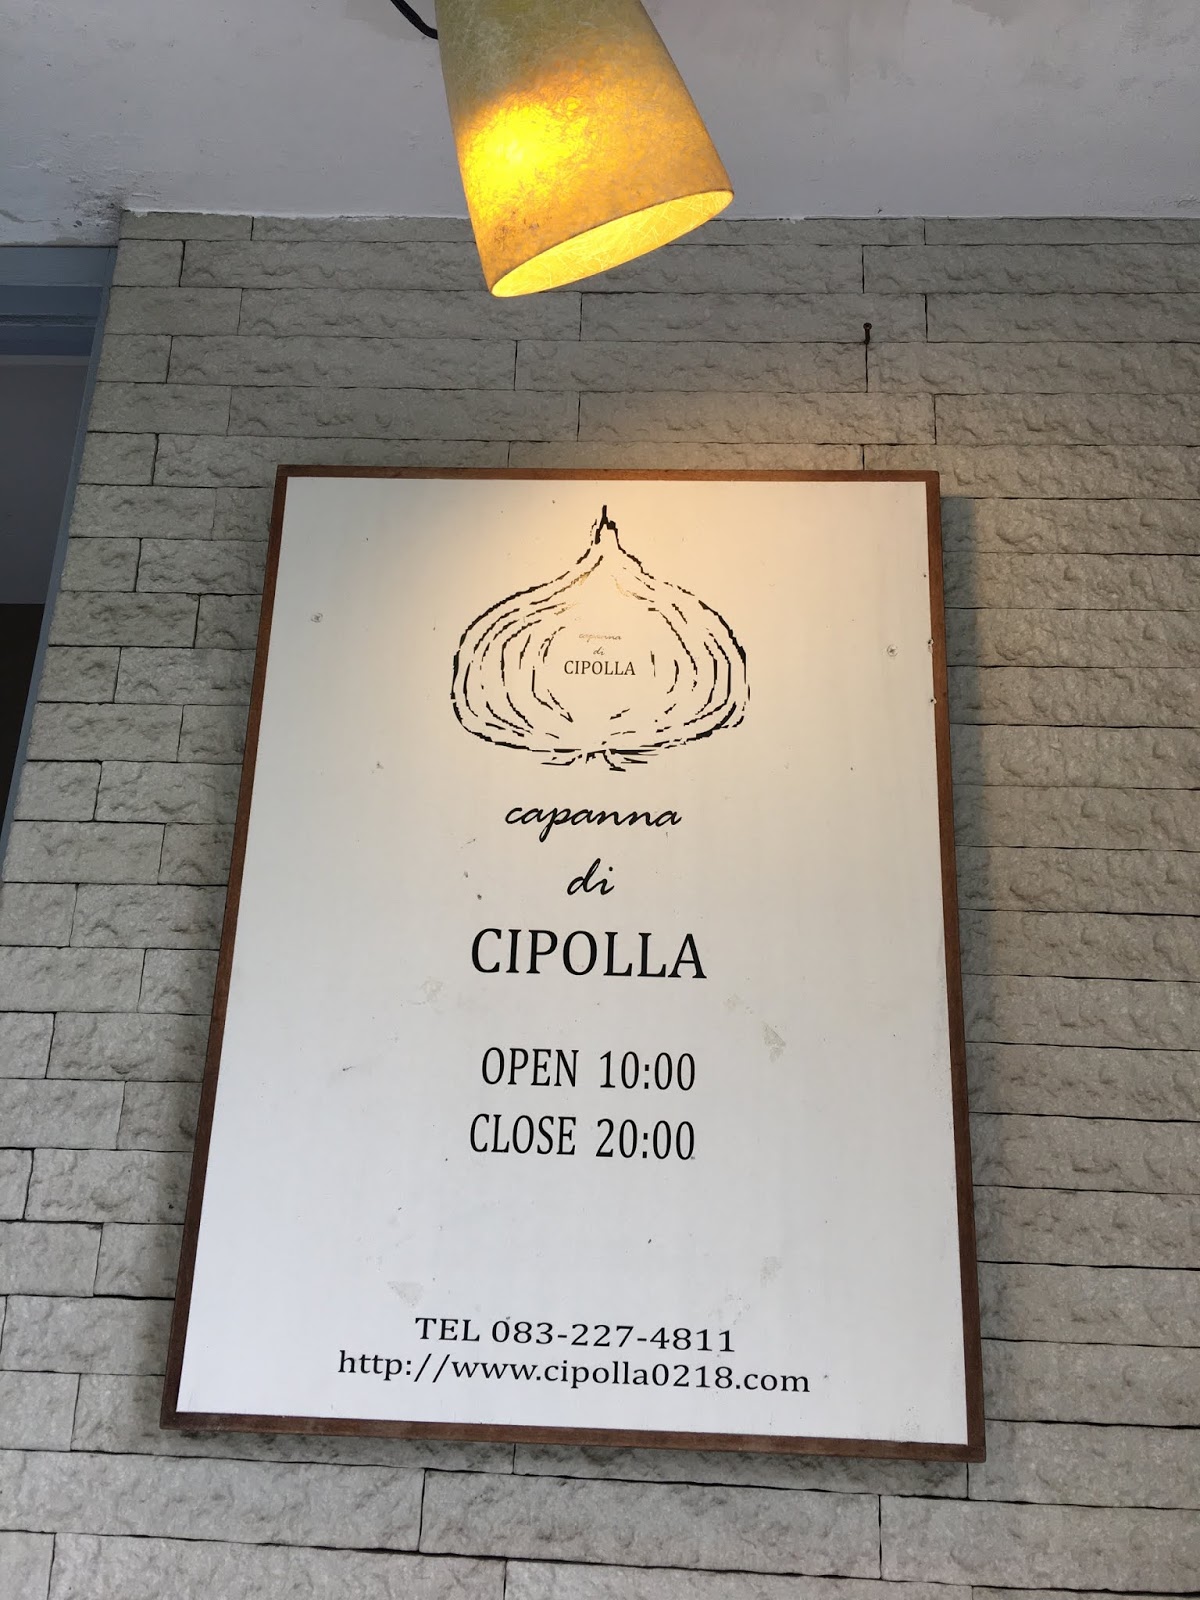 capanna
di
CIPOLLA
capanna
di
CIPOLLA
OPEN 10:00
CLOSE 20:00
TEL 083-227-4811
http://www.cipolla0218.com